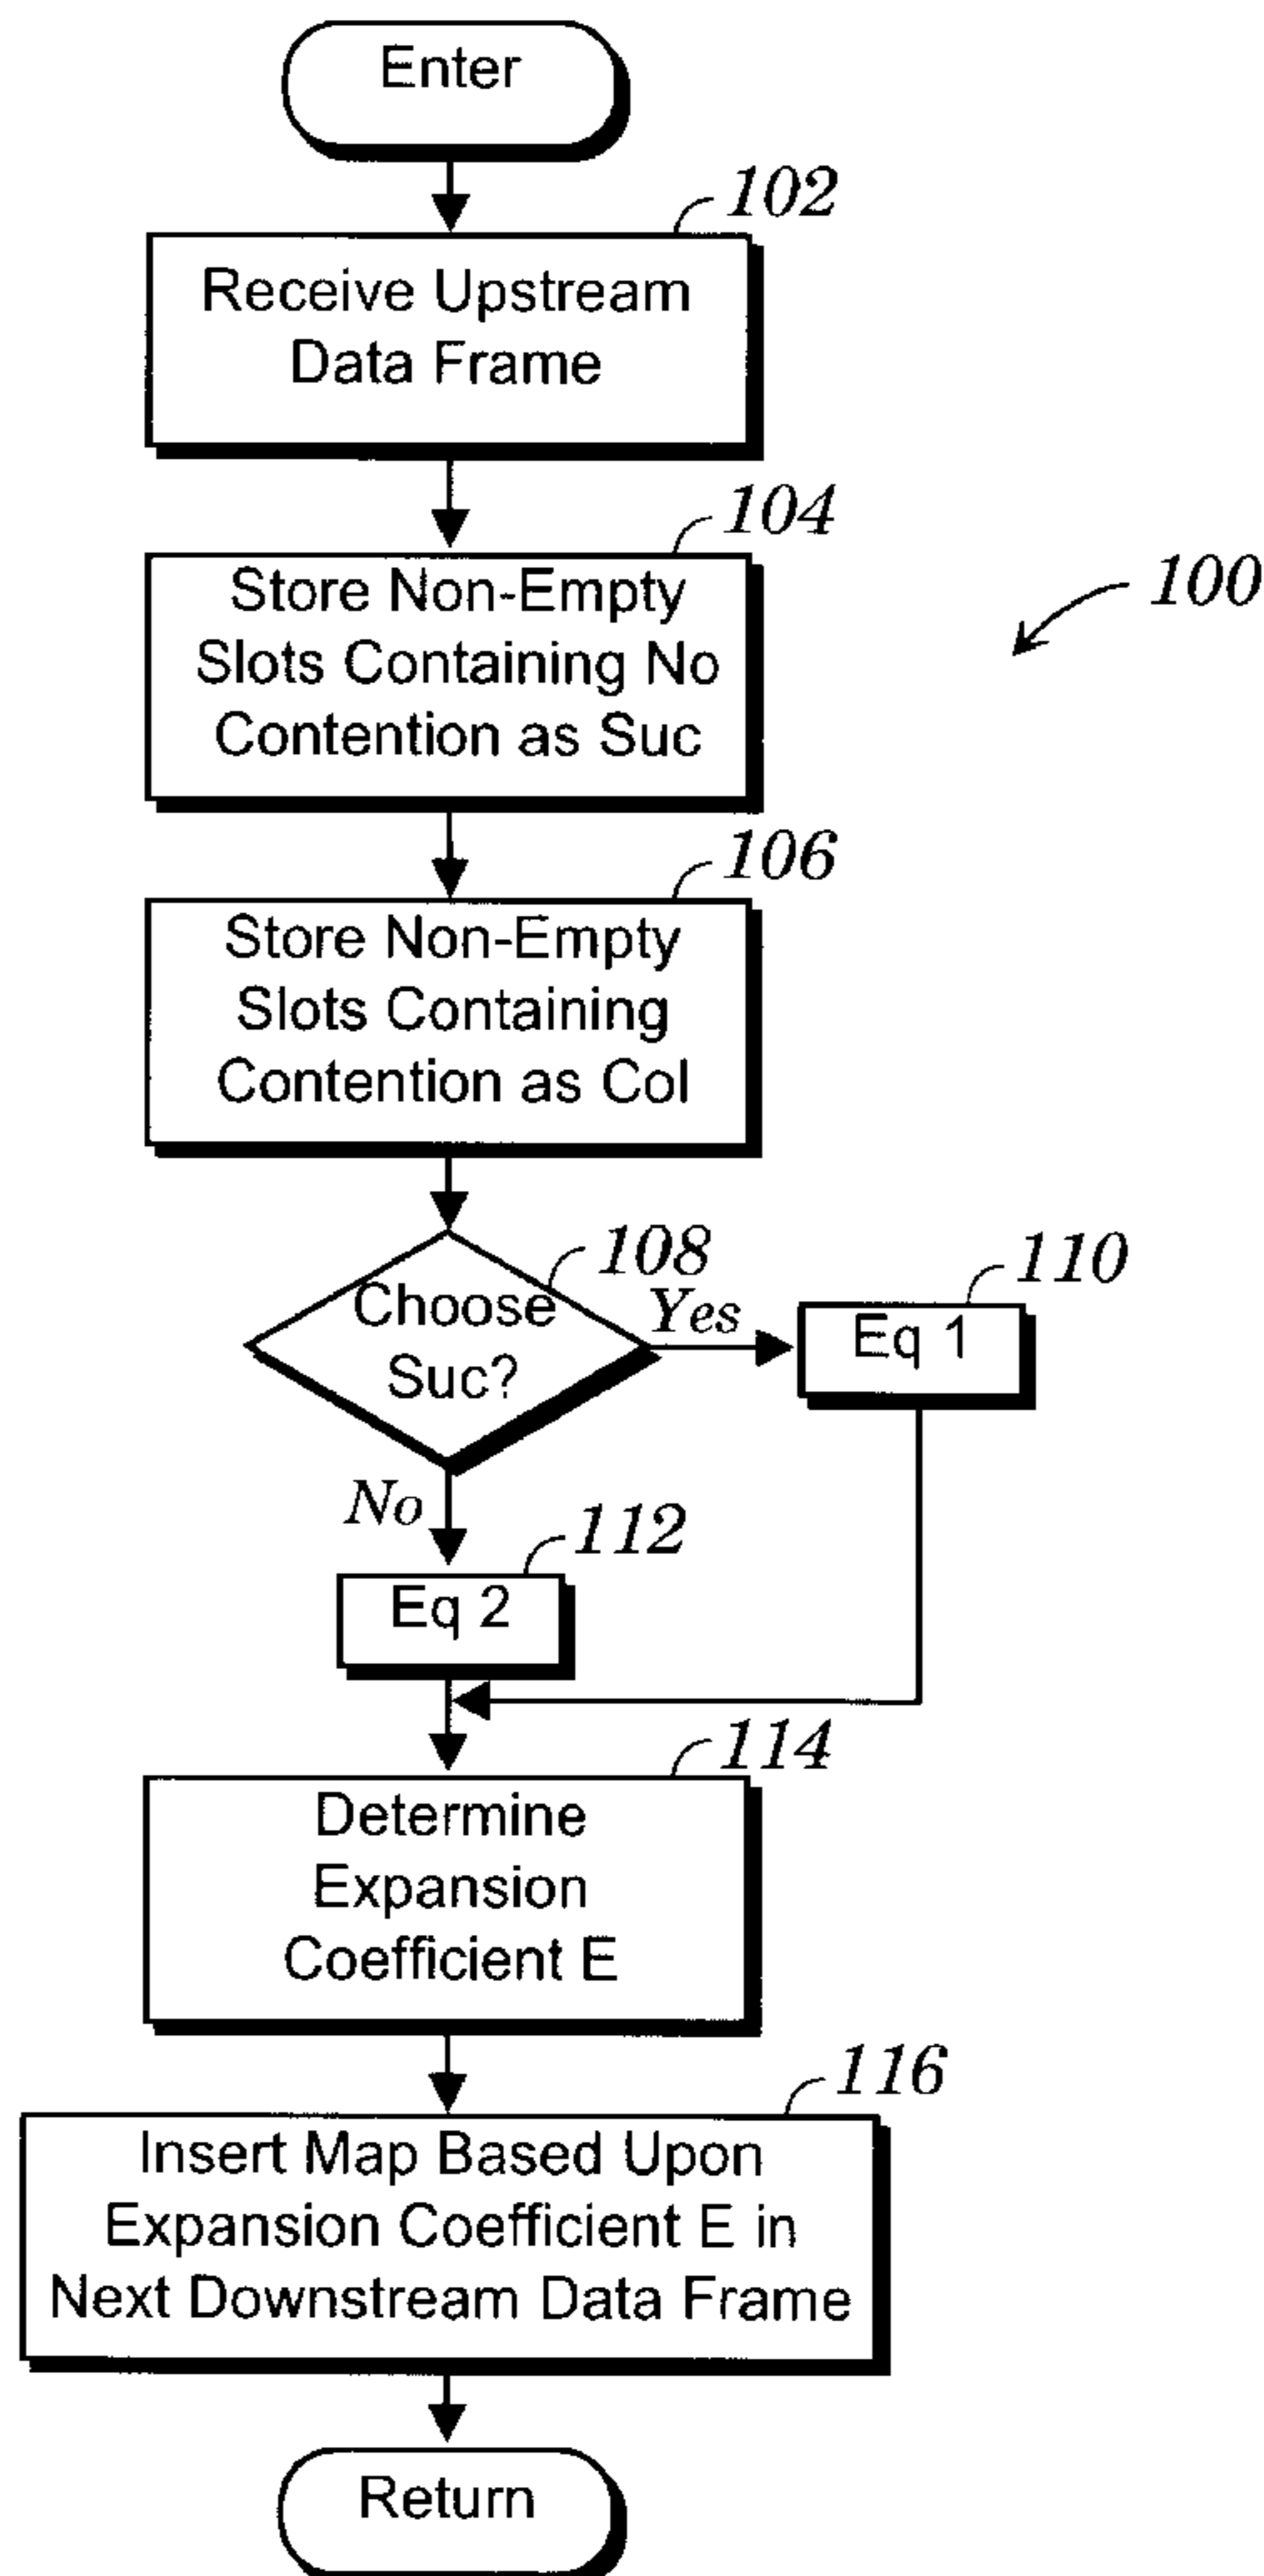 Enter
102
Receive Upstream
Data Frame
104
100
Store Non-Empty
Slots Containing No
Contention as Suc
106
Store Non-Empty
Slots Containing
Contention as Col
108
110
Choose
Suc?
Yes
Eq 1
No
112
Eq 2
114
Determine
Expansion
Coefficient E
116
Insert Map Based Upon
Expansion Coefficient E in
Next Downstream Data Frame
Return